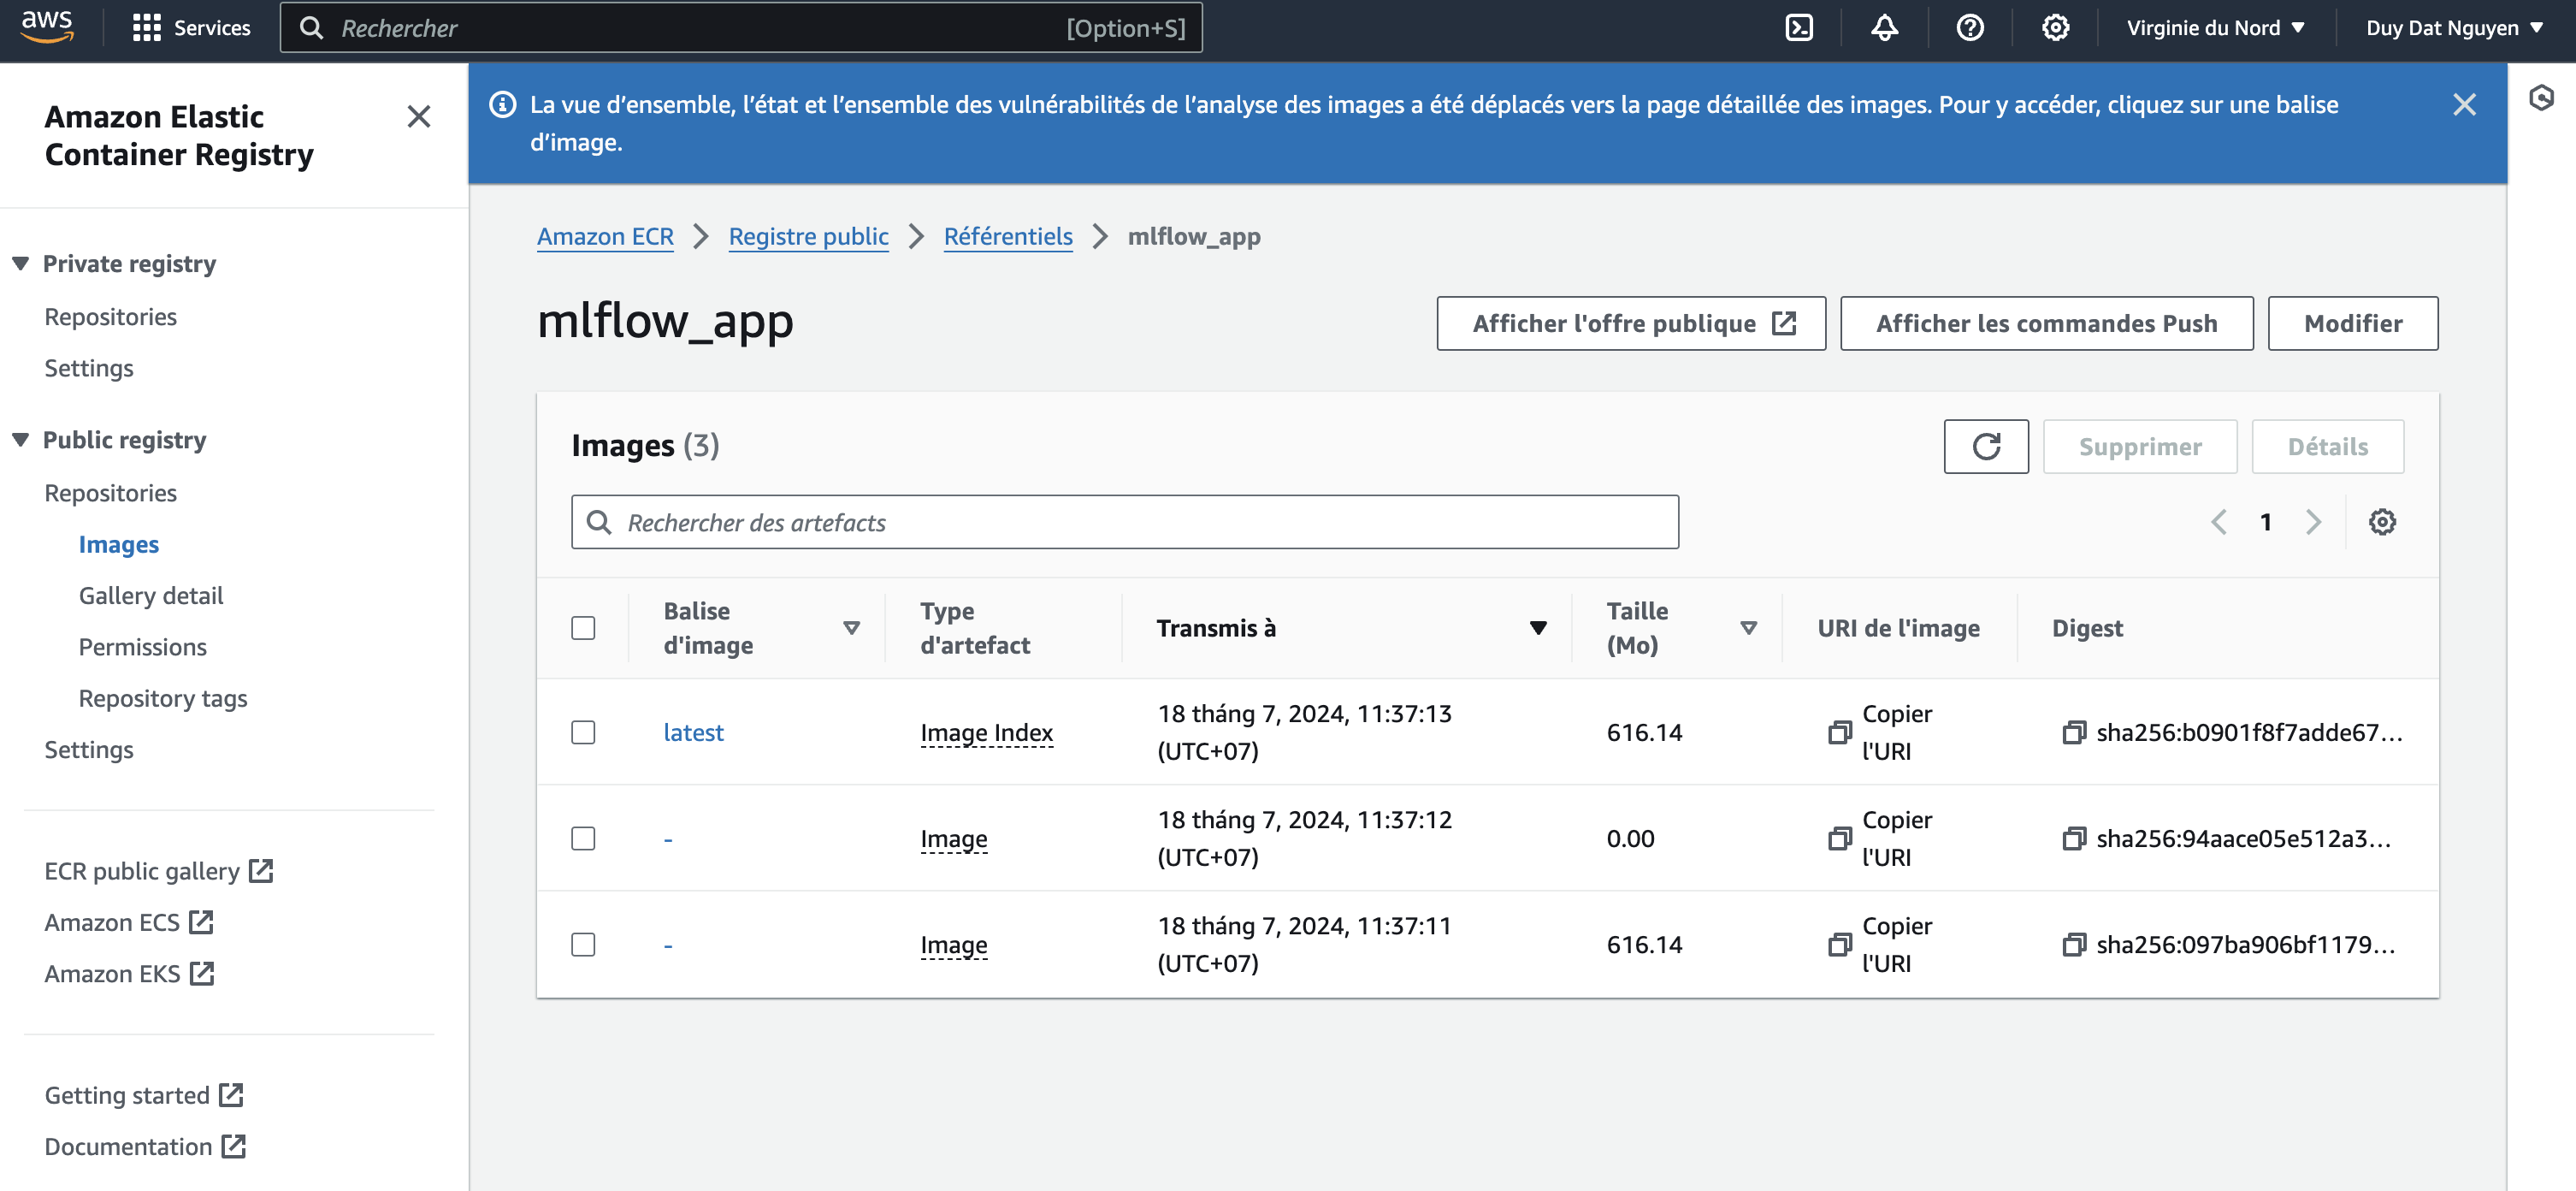 aws
Services
Rechercher
[Option+S]
Virginie du Nord
Duy Dat Nguyen
Amazon Elastic
Container Registry
Private registry
Repositories
Settings
Public registry
Repositories
Images
Gallery detail
Permissions
Repository tags
Settings
ECR public gallery
Amazon ECS
Amazon EKS
Getting started
Documentation
La vue d’ensemble, l’état et l’ensemble des vulnérabilités de l’analyse des images a été déplacés vers la page détaillée des images. Pour y accéder, cliquez sur une balise
d’image.
Amazon ECR
Registre public
Référentiels
mlflow_app
mlflow_app
Afficher l'offre publique
Afficher les commandes Push
Modifier
Images (3)
Supprimer
Détails
Rechercher des artefacts
1
Balise
d'image
Type
d'artefact
Transmis à
Taille
(Mo)
URI de l'image
Digest
latest
Image Index
18 tháng 7, 2024, 11:37:13
(UTC+07)
616.14
Copier
l'URI
sha256:b0901f8f7adde67...
-
Image
18 tháng 7, 2024, 11:37:12
(UTC+07)
0.00
Copier
l'URI
sha256:94aace05e512a3...
-
Image
18 tháng 7, 2024, 11:37:11
(UTC+07)
616.14
Copier
l'URI
sha256:097ba906bf1179...